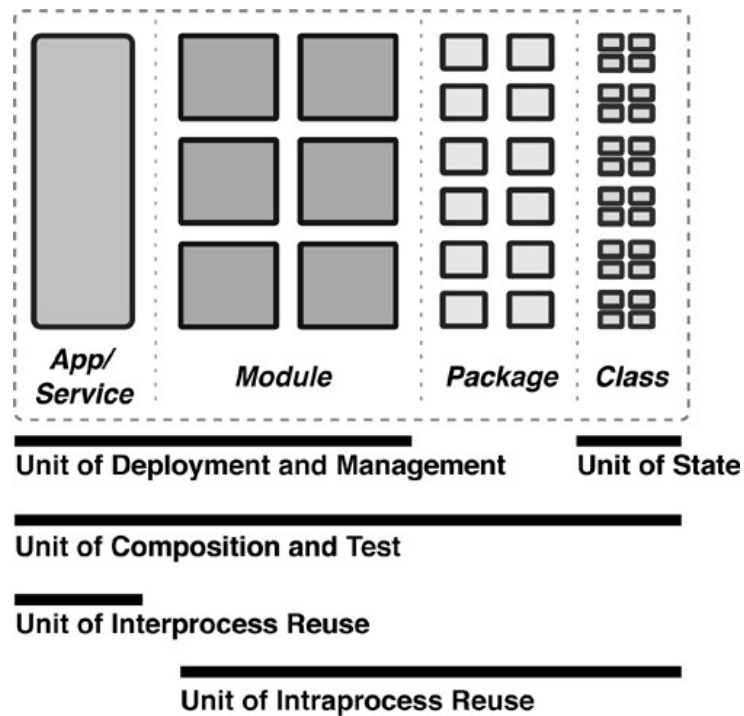 App/
Service
Module
Package
Class
Unit of Deployment and Management
Unit of State
Unit of Composition and Test
Unit of Interprocess Reuse
Unit of Intraprocess Reuse